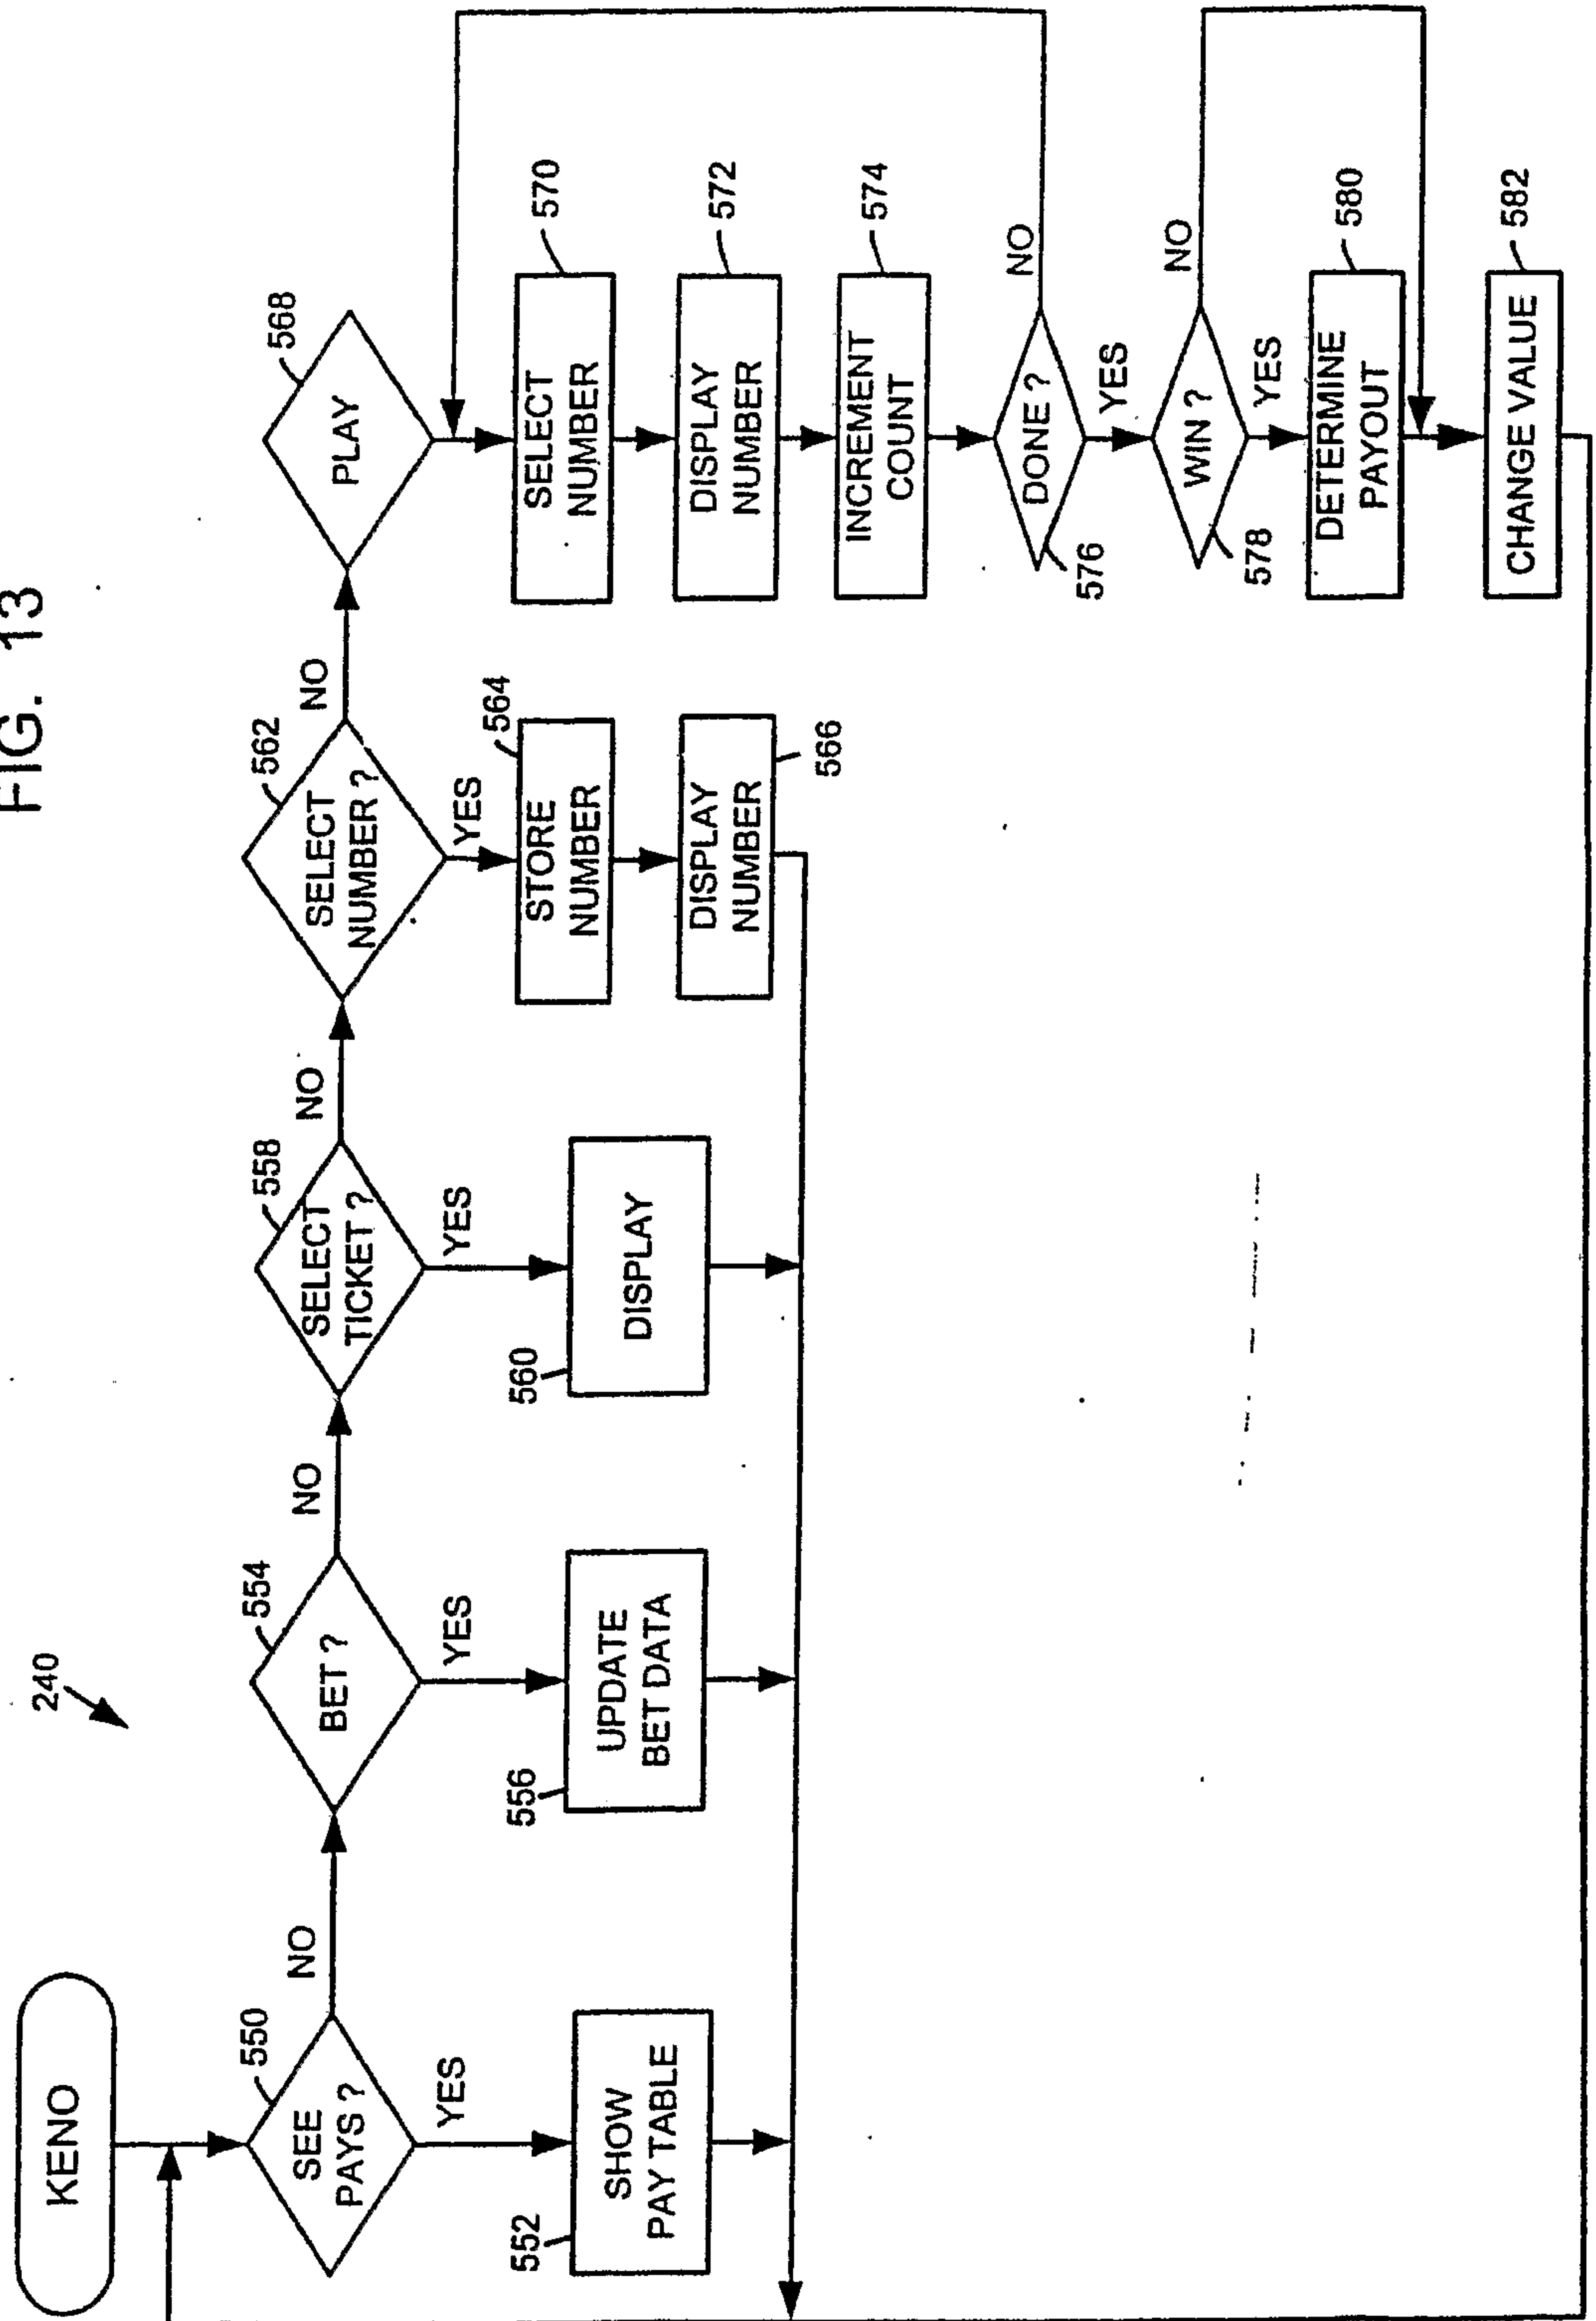 FIG. 13
240
KENO
550
SEE
PAYS ?
NO
YES
552
SHOW
PAY TABLE
554
BET ?
NO
YES
556
UPDATE
BET DATA
558
SELECT
TICKET ?
NO
YES
560
DISPLAY
562
SELECT
NUMBER ?
NO
YES
564
STORE
NUMBER
566
DISPLAY
NUMBER
568
PLAY
570
SELECT
NUMBER
572
DISPLAY
NUMBER
574
INCREMENT
COUNT
576
DONE ?
NO
YES
578
WIN ?
NO
YES
580
DETERMINE
PAYOUT
582
CHANGE VALUE